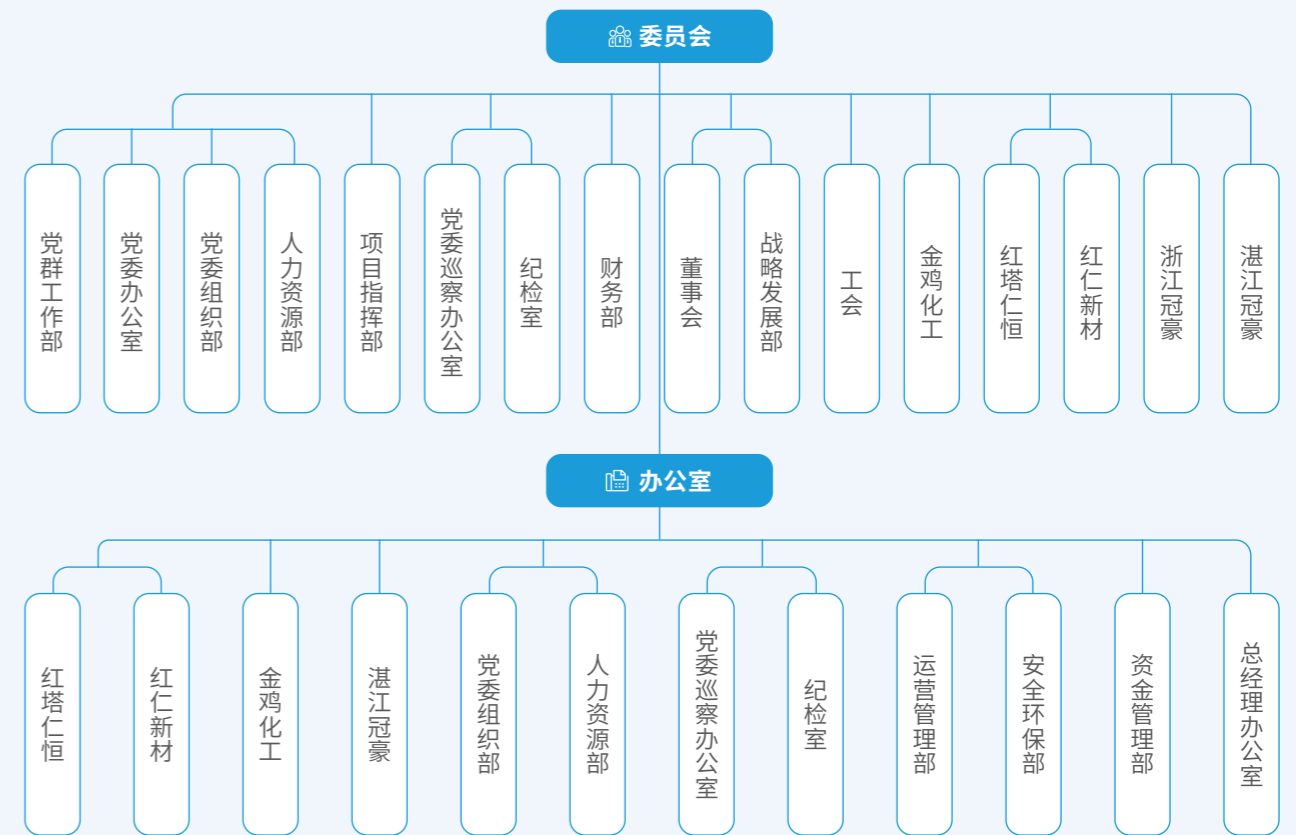 委员会
党群工作部
党委办公室
党委组织部
人力资源部
项目指挥部
党委巡察办公室
纪检室
财务部
董事会
战略发展部
工会
金鸡化工
红塔仁恒
红仁新材
浙江冠豪
湛江冠豪
办公室
红塔仁恒
红仁新材
金鸡化工
湛江冠豪
党委组织部
人力资源部
党委巡察办公室
纪检室
运营管理部
安全环保部
资金管理部
总经理办公室